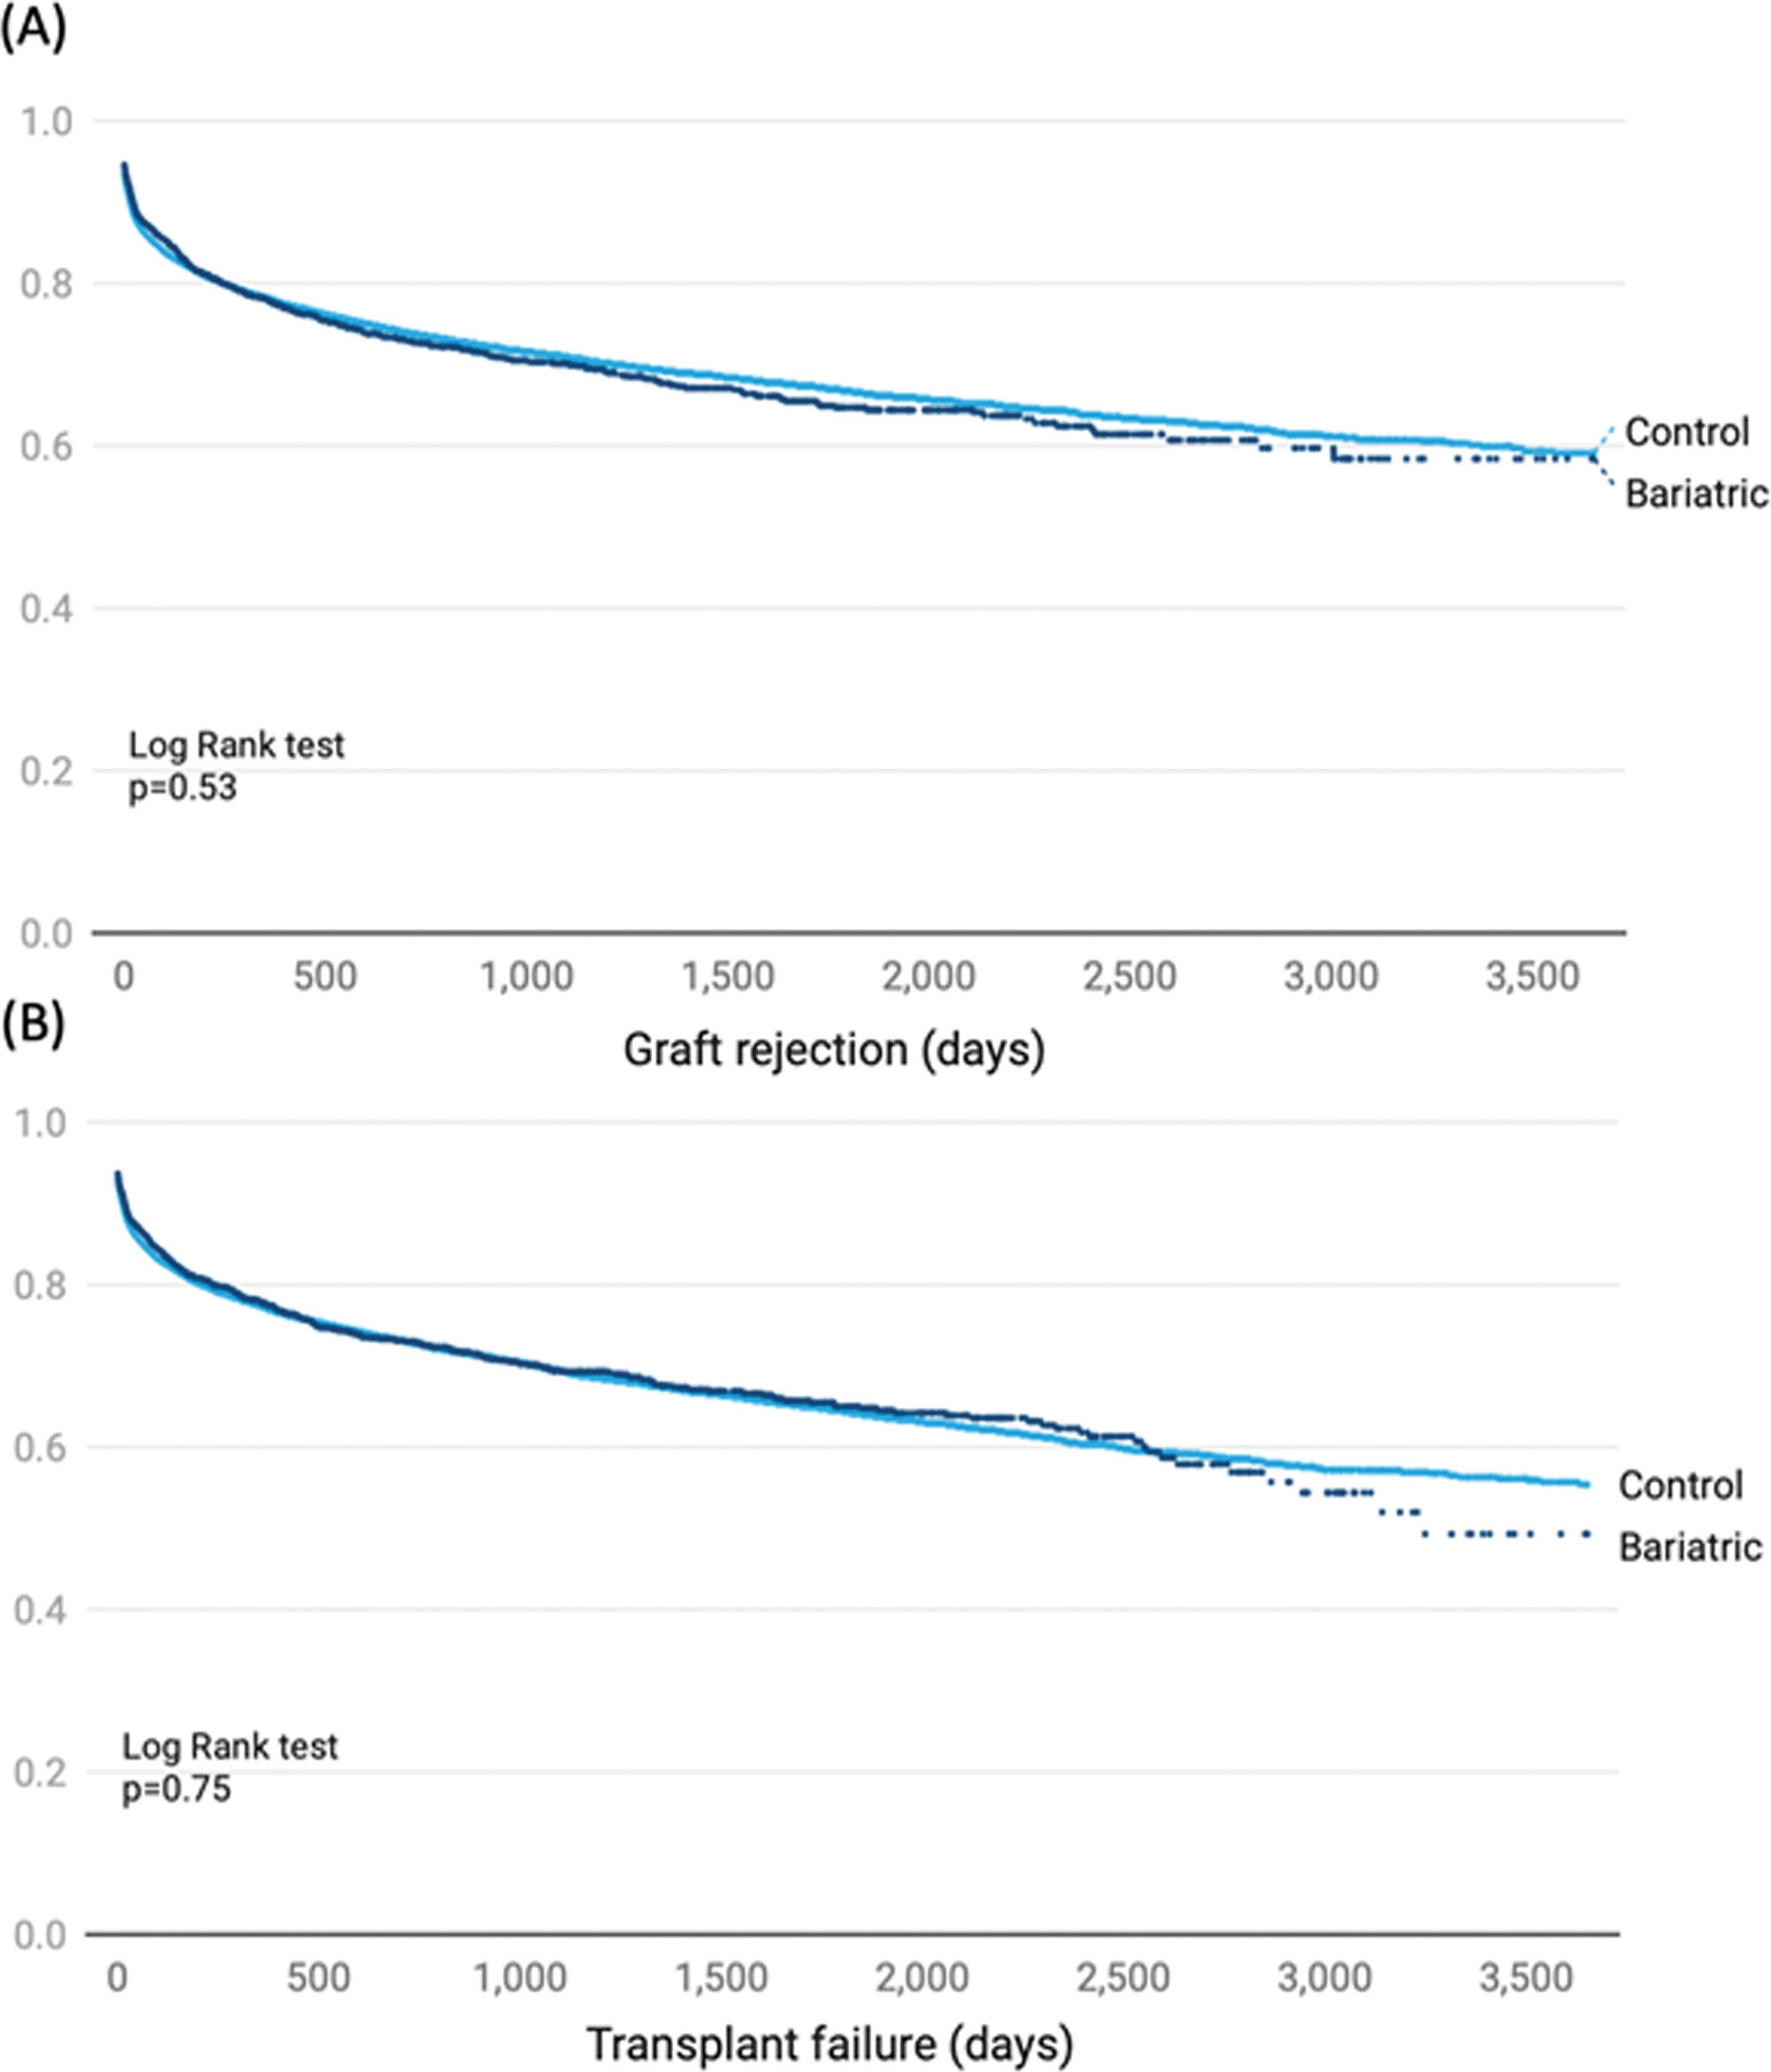 (A)
1.0
0.8
0.6
Control
Bariatric
0.4
Log Rank test
0.2
p=0.53
0.0
0 500 1,000 1,500 2,000 2,500 3,000 3,500
Graft rejection (days)
(B)
1.0
0.8
0.6
Control
Bariatric
0.4
Log Rank test
0.2
p=0.75
0.0
0 500 1,000 1,500 2,000 2,500 3,000 3,500
Transplant failure (days)